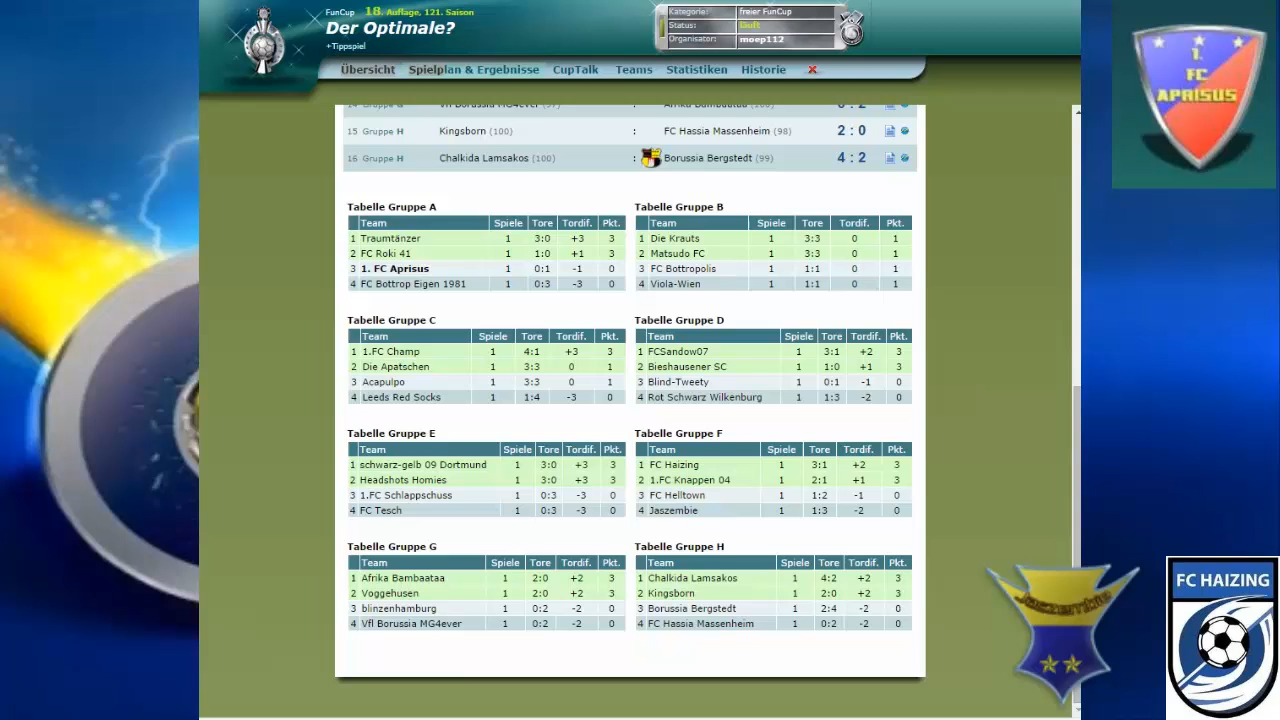 FunCup 18. Auflage, 121. Saison
Der Optimale?
+Tippspiel
Kategorie: freier FunCup
Status: läuft
Organisator: moep112
Übersicht Spielplan & Ergebnisse CupTalk Teams Statistiken Historie X
14 Gruppe G Vfl Borussia MG4ever (97) : Afrika Bambaataa (100) 0 : 2
15 Gruppe H Kingsborn (100) : FC Hassia Massenheim (98) 2 : 0
16 Gruppe H Chalkida Lamsakos (100) : Borussia Bergstedt (99) 4 : 2
Tabelle Gruppe A
Team Spiele Tore Tordif. Pkt.
1 Traumtänzer 1 3:0 +3 3
2 FC Roki 41 1 1:0 +1 3
3 1. FC Aprisus 1 0:1 -1 0
4 FC Bottrop Eigen 1981 1 0:3 -3 0
Tabelle Gruppe B
Team Spiele Tore Tordif. Pkt.
1 Die Krauts 1 3:3 0 1
2 Matsudo FC 1 3:3 0 1
3 FC Bottropolis 1 1:1 0 1
4 Viola-Wien 1 1:1 0 1
Tabelle Gruppe C
Team Spiele Tore Tordif. Pkt.
1 1.FC Champ 1 4:1 +3 3
2 Die Apatschen 1 3:3 0 1
3 Acapulpo 1 3:3 0 1
4 Leeds Red Socks 1 1:4 -3 0
Tabelle Gruppe D
Team Spiele Tore Tordif. Pkt.
1 FCSandow07 1 3:1 +2 3
2 Bieshausener SC 1 1:0 +1 3
3 Blind-Tweety 1 0:1 -1 0
4 Rot Schwarz Wilkenburg 1 1:3 -2 0
Tabelle Gruppe E
Team Spiele Tore Tordif. Pkt.
1 schwarz-gelb 09 Dortmund 1 3:0 +3 3
2 Headshots Homies 1 3:0 +3 3
3 1.FC Schlappschuss 1 0:3 -3 0
4 FC Tesch 1 0:3 -3 0
Tabelle Gruppe F
Team Spiele Tore Tordif. Pkt.
1 FC Haizing 1 3:1 +2 3
2 1.FC Knappen 04 1 2:1 +1 3
3 FC Helltown 1 1:2 -1 0
4 Jaszembie 1 1:3 -2 0
Tabelle Gruppe G
Team Spiele Tore Tordif. Pkt.
1 Afrika Bambaataa 1 2:0 +2 3
2 Voggehusen 1 2:0 +2 3
3 blinzenhamburg 1 0:2 -2 0
4 Vfl Borussia MG4ever 1 0:2 -2 0
Tabelle Gruppe H
Team Spiele Tore Tordif. Pkt.
1 Chalkida Lamsakos 1 4:2 +2 3
2 Kingsborn 1 2:0 +2 3
3 Borussia Bergstedt 1 2:4 -2 0
4 FC Hassia Massenheim 1 0:2 -2 0
1.
FC
APRISUS
Jaszembie
FC HAIZING